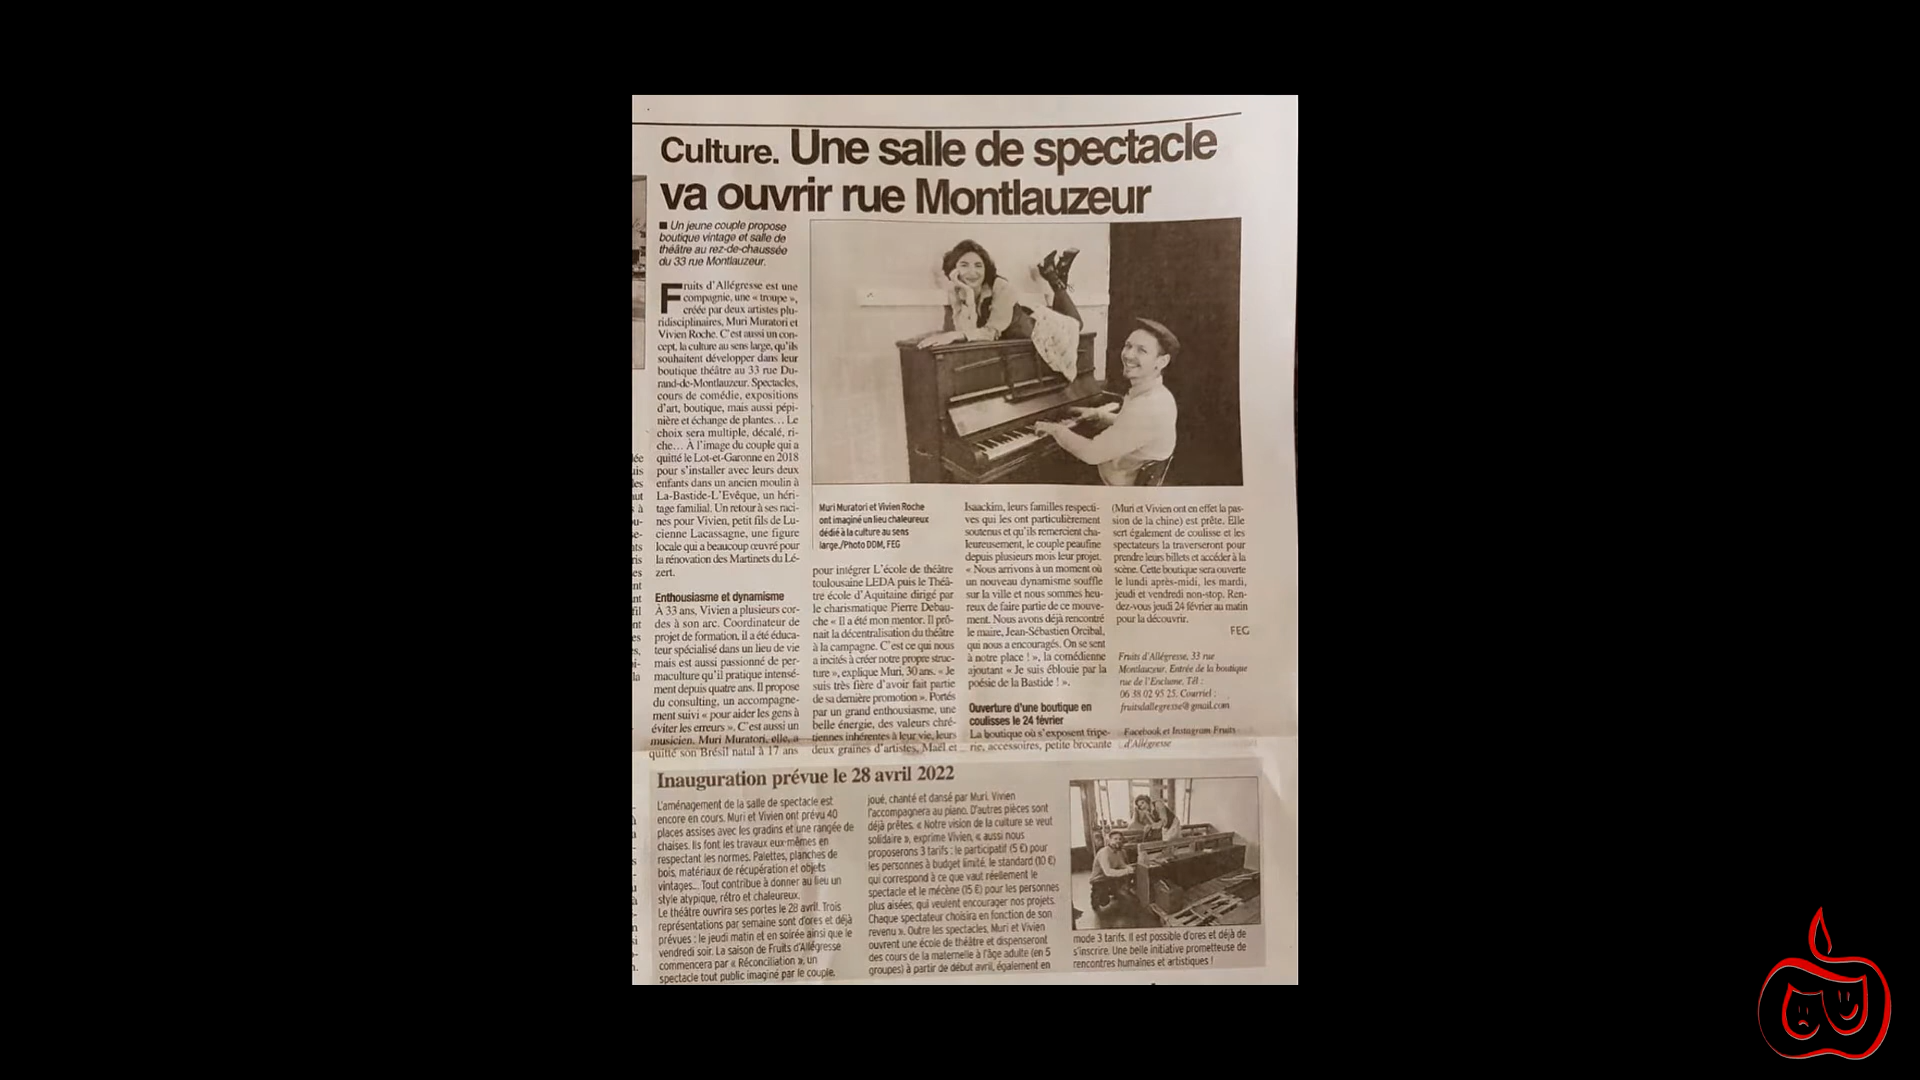 Culture. Une salle de spectacle
va ouvrir rue Montlauzeur
■ Un jeune couple propose
boutique vintage et salle de
théâtre au rez-de-chaussée
du 33 rue Montlauzeur.
Fruits d'Allégresse est une
compagnie, une « troupe »,
créée par deux artistes plu-
ridisciplinaires, Muri Muratori et
Vivien Roche. C'est aussi un con-
cept, la culture au sens large, qu'ils
souhaitent développer dans leur
boutique théâtre au 33 rue Du-
rand-de-Montlauzeur. Spectacles,
cours de comédie, expositions
d'art, boutique, mais aussi pépi-
nière et échange de plantes… Le
choix sera multiple, décalé, ri-
che… À l'image du couple qui a
quitté le Lot-et-Garonne en 2018
pour s'installer avec leurs deux
enfants dans un ancien moulin à
La-Bastide-L'Evêque, un héri-
tage familial. Un retour à ses raci-
nes pour Vivien, petit fils de Lu-
cienne Lacassagne, une figure
locale qui a beaucoup œuvré pour
la rénovation des Martinets du Lé-
zert.
Enthousiasme et dynamisme
À 33 ans, Vivien a plusieurs cor-
des à son arc. Coordinateur de
projet de formation, il a été éduca-
teur spécialisé dans un lieu de vie
mais est aussi passionné de per-
maculture qu'il pratique intensé-
ment depuis quatre ans. Il propose
du consulting, un accompagne-
ment suivi « pour aider les gens à
éviter les erreurs ». C'est aussi un
musicien. Muri Muratori, elle, a
quitté son Brésil natal à 17 ans
Muri Muratori et Vivien Roche
ont imaginé un lieu chaleureux
dédié à la culture au sens
large./Photo DDM, FEG
pour intégrer L'école de théâtre
toulousaine LEDA puis le Théâ-
tre école d'Aquitaine dirigé par
le charismatique Pierre Debau-
che « Il a été mon mentor. Il prô-
nait la décentralisation du théâtre
à la campagne. C'est ce qui nous
a incités à créer notre propre struc-
ture », explique Muri, 30 ans. « Je
suis très fière d'avoir fait partie
de sa dernière promotion ». Portés
par un grand enthousiasme, une
belle énergie, des valeurs chré-
tiennes inhérentes à leur vie, leurs
deux graines d'artistes, Maël et
Isaackim, leurs familles respecti-
ves qui les ont particulièrement
soutenus et qu'ils remercient cha-
leureusement, le couple peaufine
depuis plusieurs mois leur projet.
« Nous arrivons à un moment où
un nouveau dynamisme souffle
sur la ville et nous sommes heu-
reux de faire partie de ce mouve-
ment. Nous avons déjà rencontré
le maire, Jean-Sébastien Orcibal,
qui nous a encouragés. On se sent
à notre place ! », la comédienne
ajoutant « Je suis éblouie par la
poésie de la Bastide ! ».
Ouverture d'une boutique en
coulisses le 24 février
La boutique où s'exposent fripe-
rie, accessoires, petite brocante
(Muri et Vivien ont en effet la pas-
sion de la chine) est prête. Elle
sert également de coulisse et les
spectateurs la traverseront pour
prendre leurs billets et accéder à la
scène. Cette boutique sera ouverte
le lundi après-midi, les mardi,
jeudi et vendredi non-stop. Ren-
dez-vous jeudi 24 février au matin
pour la découvrir.
FEG
Fruits d'Allégresse, 33 rue
Montlauzeur. Entrée de la boutique
rue de l'Enclume. Tél :
06 38 02 95 25. Courriel :
fruitsdallegresse@gmail.com
Facebook et Instagram Fruits
d'Allégresse
Inauguration prévue le 28 avril 2022
L'aménagement de la salle de spectacle est
encore en cours. Muri et Vivien ont prévu 40
places assises avec les gradins et une rangée de
chaises. Ils font les travaux eux-mêmes en
respectant les normes. Palettes, planches de
bois, matériaux de récupération et objets
vintages… Tout contribue à donner au lieu un
style atypique, rétro et chaleureux.
Le théâtre ouvrira ses portes le 28 avril. Trois
représentations par semaine sont d'ores et déjà
prévues : le jeudi matin et en soirée ainsi que le
vendredi soir. La saison de Fruits d'Allégresse
commencera par « Réconciliation », un
spectacle tout public imaginé par le couple,
joué, chanté et dansé par Muri. Vivien
l'accompagnera au piano. D'autres pièces sont
déjà prêtes. « Notre vision de la culture se veut
solidaire », exprime Vivien, « aussi nous
proposerons 3 tarifs : le participatif (5 €) pour
les personnes à budget limité, le standard (10 €)
qui correspond à ce que vaut réellement le
spectacle et le mécène (15 €) pour les personnes
plus aisées, qui veulent encourager nos projets.
Chaque spectateur choisira en fonction de son
revenu ». Outre les spectacles, Muri et Vivien
ouvrent une école de théâtre et dispenseront
des cours de la maternelle à l'âge adulte (en 5
groupes) à partir de début avril, également en
mode 3 tarifs. Il est possible d'ores et déjà de
s'inscrire. Une belle initiative prometteuse de
rencontres humaines et artistiques !